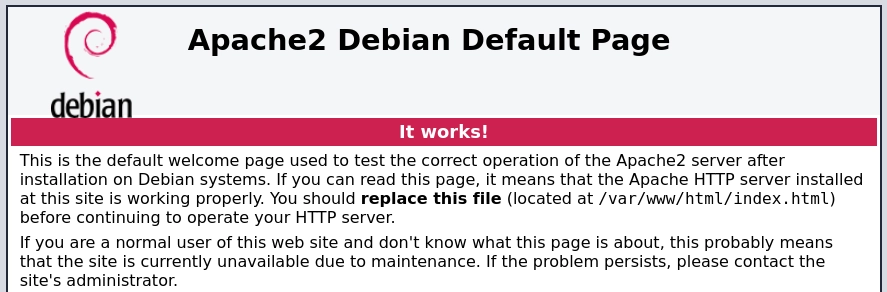 Apache2 Debian Default Page
debian
It works!
This is the default welcome page used to test the correct operation of the Apache2 server after
installation on Debian systems. If you can read this page, it means that the Apache HTTP server installed
at this site is working properly. You should replace this file (located at /var/www/html/index.html)
before continuing to operate your HTTP server.
If you are a normal user of this web site and don't know what this page is about, this probably means
that the site is currently unavailable due to maintenance. If the problem persists, please contact the
site's administrator.